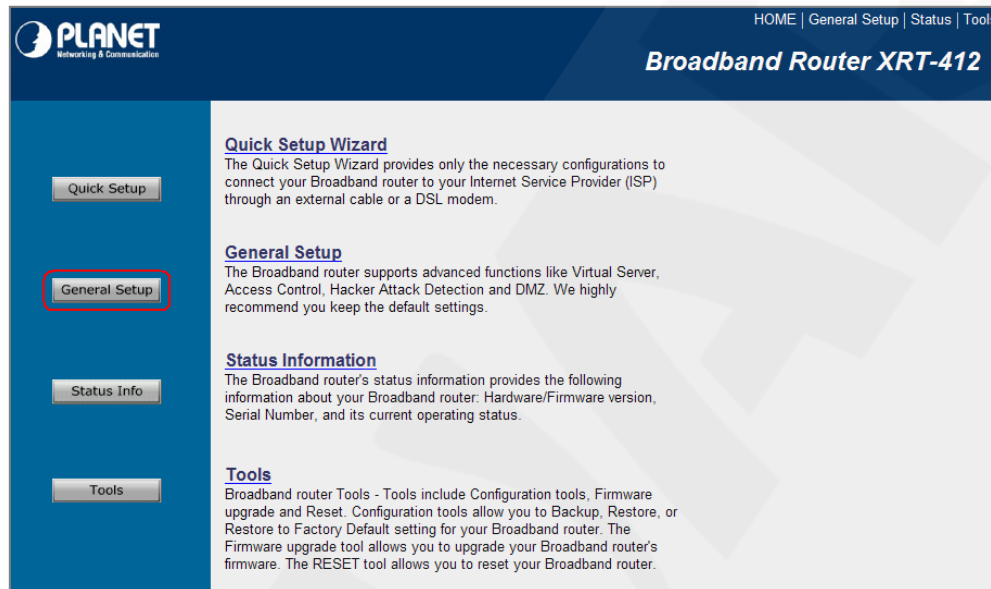 PLANET
Networking & Communication
HOME | General Setup | Status | Tools
Broadband Router XRT-412
Quick Setup
Quick Setup Wizard
The Quick Setup Wizard provides only the necessary configurations to
connect your Broadband router to your Internet Service Provider (ISP)
through an external cable or a DSL modem.
General Setup
General Setup
The Broadband router supports advanced functions like Virtual Server,
Access Control, Hacker Attack Detection and DMZ. We highly
recommend you keep the default settings.
Status Info
Status Information
The Broadband router's status information provides the following
information about your Broadband router: Hardware/Firmware version,
Serial Number, and its current operating status.
Tools
Tools
Broadband router Tools - Tools include Configuration tools, Firmware
upgrade and Reset. Configuration tools allow you to Backup, Restore, or
Restore to Factory Default setting for your Broadband router. The
Firmware upgrade tool allows you to upgrade your Broadband router's
firmware. The RESET tool allows you to reset your Broadband router.